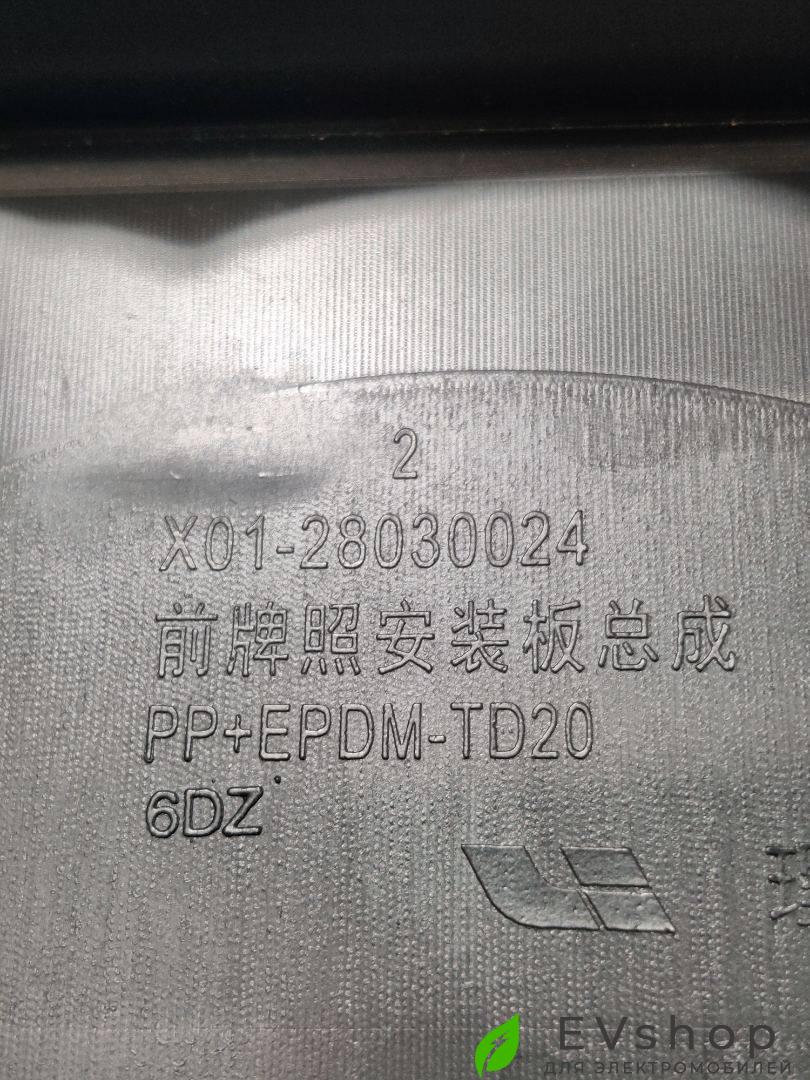 2
X01-28030024
前牌照安装板总成
PP+EPDM-TD20
6DZ
EVshop
ДЛЯ ЭЛЕКТРОМОБИЛЕЙ